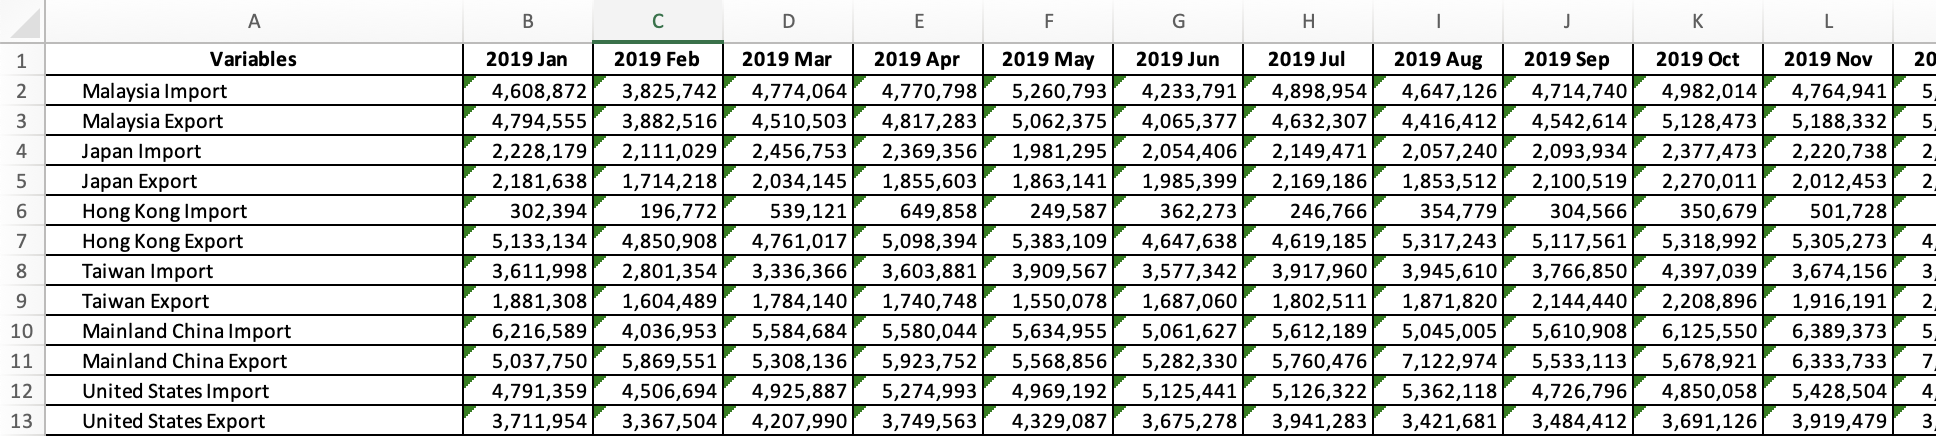 A B C D E F G H I J K L
1 Variables 2019 Jan 2019 Feb 2019 Mar 2019 Apr 2019 May 2019 Jun 2019 Jul 2019 Aug 2019 Sep 2019 Oct 2019 Nov 20
2 Malaysia Import 4,608,872 3,825,742 4,774,064 4,770,798 5,260,793 4,233,791 4,898,954 4,647,126 4,714,740 4,982,014 4,764,941 5,
3 Malaysia Export 4,794,555 3,882,516 4,510,503 4,817,283 5,062,375 4,065,377 4,632,307 4,416,412 4,542,614 5,128,473 5,188,332 5,
4 Japan Import 2,228,179 2,111,029 2,456,753 2,369,356 1,981,295 2,054,406 2,149,471 2,057,240 2,093,934 2,377,473 2,220,738 2,
5 Japan Export 2,181,638 1,714,218 2,034,145 1,855,603 1,863,141 1,985,399 2,169,186 1,853,512 2,100,519 2,270,011 2,012,453 2,
6 Hong Kong Import 302,394 196,772 539,121 649,858 249,587 362,273 246,766 354,779 304,566 350,679 501,728
7 Hong Kong Export 5,133,134 4,850,908 4,761,017 5,098,394 5,383,109 4,647,638 4,619,185 5,317,243 5,117,561 5,318,992 5,305,273 4,
8 Taiwan Import 3,611,998 2,801,354 3,336,366 3,603,881 3,909,567 3,577,342 3,917,960 3,945,610 3,766,850 4,397,039 3,674,156 3,
9 Taiwan Export 1,881,308 1,604,489 1,784,140 1,740,748 1,550,078 1,687,060 1,802,511 1,871,820 2,144,440 2,208,896 1,916,191 2,
10 Mainland China Import 6,216,589 4,036,953 5,584,684 5,580,044 5,634,955 5,061,627 5,612,189 5,045,005 5,610,908 6,125,550 6,389,373 5,
11 Mainland China Export 5,037,750 5,869,551 5,308,136 5,923,752 5,568,856 5,282,330 5,760,476 7,122,974 5,533,113 5,678,921 6,333,733 7,
12 United States Import 4,791,359 4,506,694 4,925,887 5,274,993 4,969,192 5,125,441 5,126,322 5,362,118 4,726,796 4,850,058 5,428,504 4,
13 United States Export 3,711,954 3,367,504 4,207,990 3,749,563 4,329,087 3,675,278 3,941,283 3,421,681 3,484,412 3,691,126 3,919,479 3,